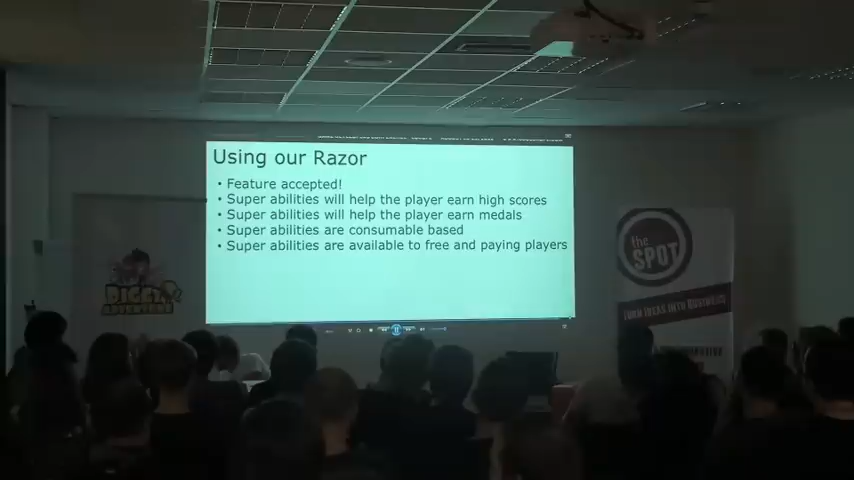 Using our Razor
• Feature accepted!
• Super abilities will help the player earn high scores
• Super abilities will help the player earn medals
• Super abilities are consumable based
• Super abilities are available to free and paying players
the
SPOT
TURN IDEAS INTO BUSINESS
DIGGY'S
ADVENTURE